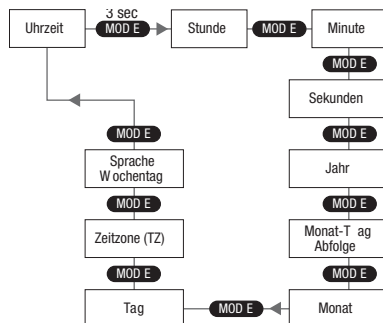 3 sec
Uhrzeit MOD E Stunde MOD E Minute
MOD E
Sekunden
MOD E MOD E
Sprache
W ochentag
Jahr
MOD E MOD E
Zeitzone (TZ)
Monat-T ag
Abfolge
MOD E MOD E
Tag MOD E Monat